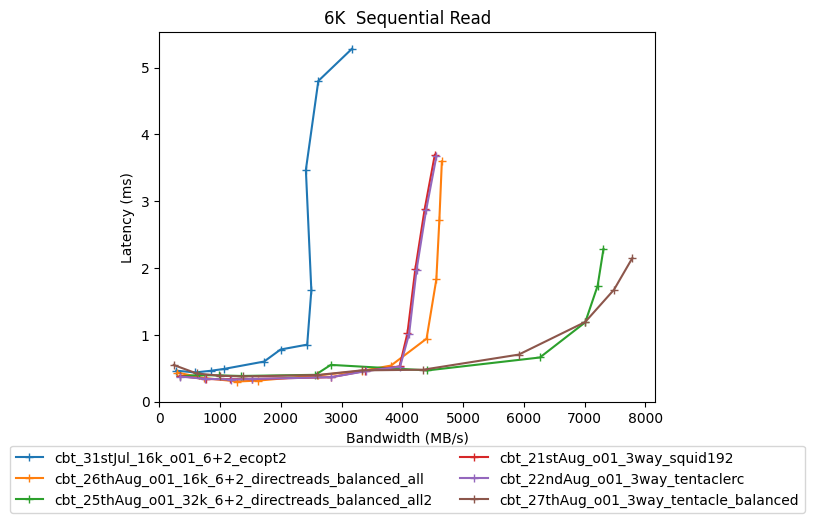 6K  Sequential Read
Latency (ms)
5
4
3
2
1
0
0 1000 2000 3000 4000 5000 6000 7000 8000
Bandwidth (MB/s)
cbt_31stJul_16k_o01_6+2_ecopt2
cbt_26thAug_o01_16k_6+2_directreads_balanced_all
cbt_25thAug_o01_32k_6+2_directreads_balanced_all2
cbt_21stAug_o01_3way_squid192
cbt_22ndAug_o01_3way_tentaclerc
cbt_27thAug_o01_3way_tentacle_balanced